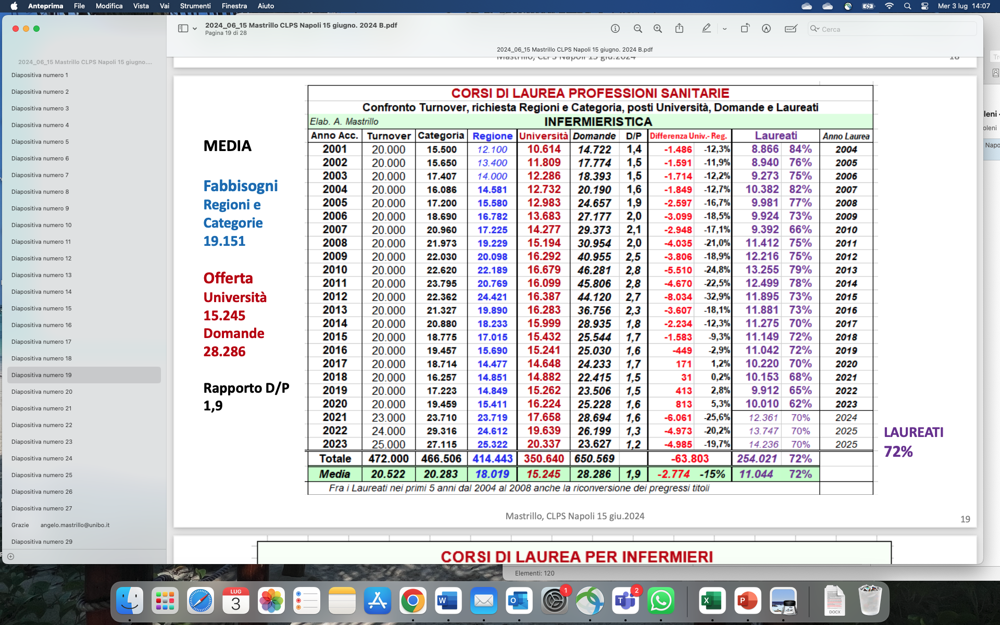 Anteprima File Modifica Vista Vai Strumenti Finestra Aiuto Mer 3 lug 14:07
2024_06_15 Mastrillo CLPS Napoli 15 giugno. 2024 B.pdf
Pagina 19 di 28
Cerca
2024_06_15 Mastrillo CLPS Napoli 15 giugno. 2024 B.pdf
2024_06_15 Mastrillo CLPS Napoli 15 giugno....
Diapositiva numero 1
Diapositiva numero 2
Diapositiva numero 3
Diapositiva numero 4
Diapositiva numero 5
Diapositiva numero 6
Diapositiva numero 7
Diapositiva numero 8
Diapositiva numero 9
Diapositiva numero 10
Diapositiva numero 11
Diapositiva numero 12
Diapositiva numero 13
Diapositiva numero 14
Diapositiva numero 15
Diapositiva numero 16
Diapositiva numero 17
Diapositiva numero 18
Diapositiva numero 19
Diapositiva numero 20
Diapositiva numero 21
Diapositiva numero 22
Diapositiva numero 23
Diapositiva numero 24
Diapositiva numero 25
Diapositiva numero 26
Diapositiva numero 27
Grazie angelo.mastrillo@unibo.it
Diapositiva numero 29
Mastrillo, CLPS Napoli 15 giu.2024 18
MEDIA
Fabbisogni
Regioni e
Categorie
19.151
Offerta
Università
15.245
Domande
28.286
Rapporto D/P
1,9
CORSI DI LAUREA PROFESSIONI SANITARIE
Confronto Turnover, richiesta Regioni e Categoria, posti Università, Domande e Laureati
Elab. A. Mastrillo INFERMIERISTICA
Anno Acc. Turnover Categoria Regione Università Domande D/P Differenza Univ.- Reg. Laureati Anno Laurea
2001 20.000 15.500 12.100 10.614 14.722 1,4 -1.486 -12,3% 8.866 84% 2004
2002 20.000 15.650 13.400 11.809 17.774 1,5 -1.591 -11,9% 8.940 76% 2005
2003 20.000 17.407 14.000 12.286 18.393 1,5 -1.714 -12,2% 9.273 75% 2006
2004 20.000 16.086 14.581 12.732 20.190 1,6 -1.849 -12,7% 10.382 82% 2007
2005 20.000 17.200 15.580 12.983 24.657 1,9 -2.597 -16,7% 9.981 77% 2008
2006 20.000 18.690 16.782 13.683 27.177 2,0 -3.099 -18,5% 9.924 73% 2009
2007 20.000 20.960 17.225 14.277 29.373 2,1 -2.948 -17,1% 9.392 66% 2010
2008 20.000 21.973 19.229 15.194 30.954 2,0 -4.035 -21,0% 11.412 75% 2011
2009 20.000 22.030 20.098 16.292 40.955 2,5 -3.806 -18,9% 12.216 75% 2012
2010 20.000 22.620 22.189 16.679 46.281 2,8 -5.510 -24,8% 13.255 79% 2013
2011 20.000 23.795 20.769 16.099 45.806 2,8 -4.670 -22,5% 12.499 78% 2014
2012 20.000 22.362 24.421 16.387 44.120 2,7 -8.034 -32,9% 11.895 73% 2015
2013 20.000 21.327 19.890 16.283 36.756 2,3 -3.607 -18,1% 11.881 73% 2016
2014 20.000 20.880 18.233 15.999 28.935 1,8 -2.234 -12,3% 11.275 70% 2017
2015 20.000 18.775 17.015 15.432 25.544 1,7 -1.583 -9,3% 11.149 72% 2018
2016 20.000 19.457 15.690 15.241 25.030 1,6 -449 -2,9% 11.042 72% 2019
2017 20.000 18.714 14.477 14.648 24.233 1,7 171 1,2% 10.220 70% 2020
2018 20.000 16.257 14.851 14.882 22.415 1,5 31 0,2% 10.153 68% 2021
2019 20.000 17.223 14.849 15.262 23.506 1,5 413 2,8% 9.912 65% 2022
2020 20.000 19.459 15.411 16.224 25.228 1,6 813 5,3% 10.010 62% 2023
2021 23.000 23.710 23.719 17.658 28.694 1,6 -6.061 -25,6% 12.361 70% 2024
2022 24.000 29.316 24.612 19.639 26.199 1,3 -4.973 -20,2% 13.747 70% 2025
2023 25.000 27.115 25.322 20.337 23.627 1,2 -4.985 -19,7% 14.236 70% 2025
Totale 472.000 466.506 414.443 350.640 650.569 -63.803 254.021 72%
Media 20.522 20.283 18.019 15.245 28.286 1,9 -2.774 -15% 11.044 72%
Fra i Laureati nei primi 5 anni dal 2004 al 2008 anche la riconversione dei pregressi titoli
LAUREATI
72%
Mastrillo, CLPS Napoli 15 giu.2024
19
CORSI DI LAUREA PER INFERMIERI
Elementi: 120
LUG
3
1
2
DOCX